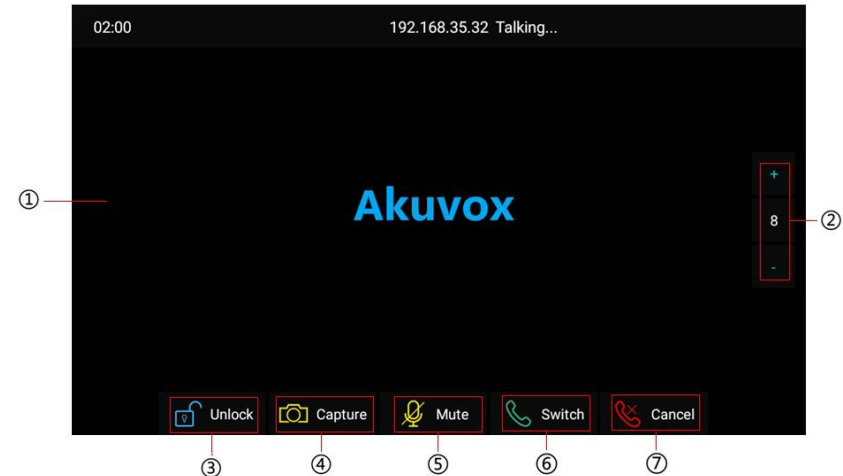 02:00 192.168.35.32 Talking...
+
①
Akuvox
8
②
-
Unlock Capture Mute Switch Cancel
③ ④ ⑤ ⑥ ⑦